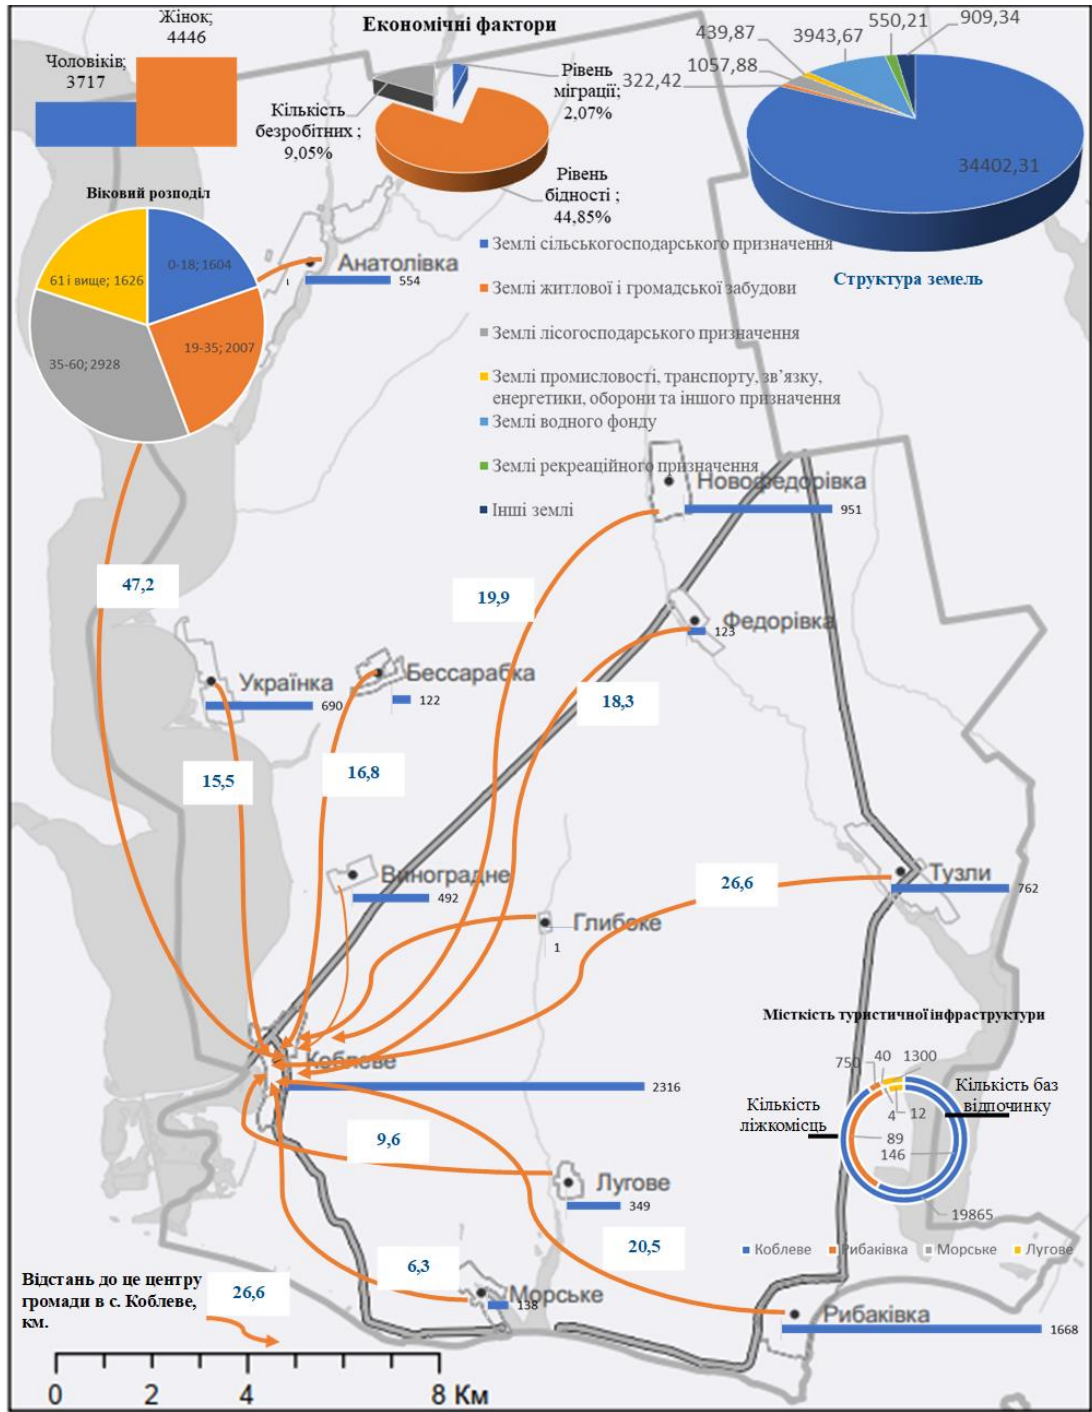 Жінок;
4446
Чоловіків;
3717
Економічні фактори
Рівень
міграції;
2,07%
Кількість
безробітних ;
9,05%
Рівень
бідності ;
44,85%
550,21
909,34
439,87
3943,67
1057,88
322,42
34402,31
Структура земель
Віковий розподіл
0-18; 1604
61 і вище; 1626
19-35; 2007
35-60; 2928
Землі сільськогосподарського призначення
Землі житлової і громадської забудови
Землі лісогосподарського призначення
Землі промисловості, транспорту, зв’язку,
енергетики, оборони та іншого призначення
Землі водного фонду
Землі рекреаційного призначення
Інші землі
Анатолівка
554
Новофедорівка
951
47,2
19,9
Федорівка
123
Українка
690
Бессарабка
122
18,3
15,5
16,8
Виноградне
492
26,6
Тузли
762
Глибоке
1
Місткість туристичної інфраструктури
750
40
1300
Кількість баз
відпочинку
Кількість
ліжкомісць
4
12
89
146
19865
Коблеве
Рибаківка
Морське
Лугове
Коблеве
2316
9,6
Лугове
349
20,5
6,3
Морське
138
Рибаківка
1668
Відстань до це центру
громади в с. Коблеве,
км.
26,6
0 2 4 8 Км